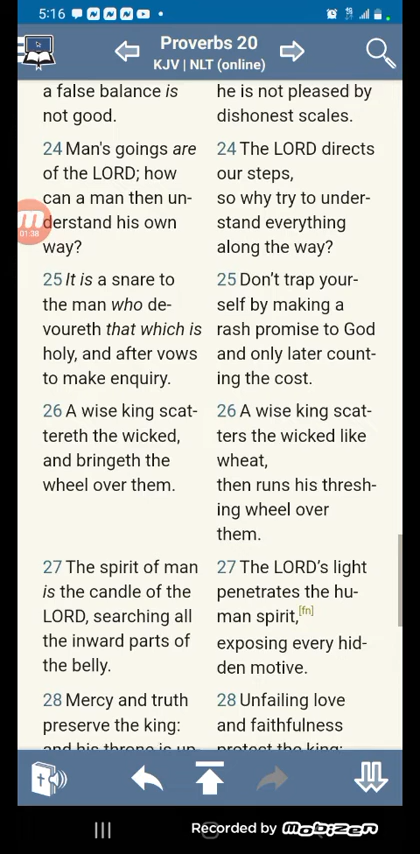 5:16
Proverbs 20
KJV | NLT (online)
a false balance is
not good.
24 Man's goings are
of the LORD; how
can a man then un-
derstand his own
way?
25 It is a snare to
the man who de-
voureth that which is
holy, and after vows
to make enquiry.
26 A wise king scat-
tereth the wicked,
and bringeth the
wheel over them.
27 The spirit of man
is the candle of the
LORD, searching all
the inward parts of
the belly.
28 Mercy and truth
preserve the king:
and his throne is up-
he is not pleased by
dishonest scales.
24 The LORD directs
our steps,
so why try to under-
stand everything
along the way?
25 Don't trap your-
self by making a
rash promise to God
and only later count-
ing the cost.
26 A wise king scat-
ters the wicked like
wheat,
then runs his thresh-
ing wheel over
them.
27 The LORD's light
penetrates the hu-
man spirit,[fn]
exposing every hid-
den motive.
28 Unfailing love
and faithfulness
protect the king;
01:38
Recorded by mobizen